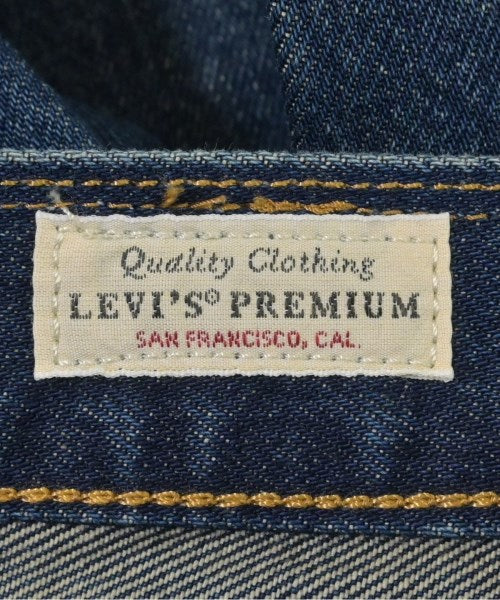 Quality Clothing
LEVI'S® PREMIUM
SAN FRANCISCO, CAL.